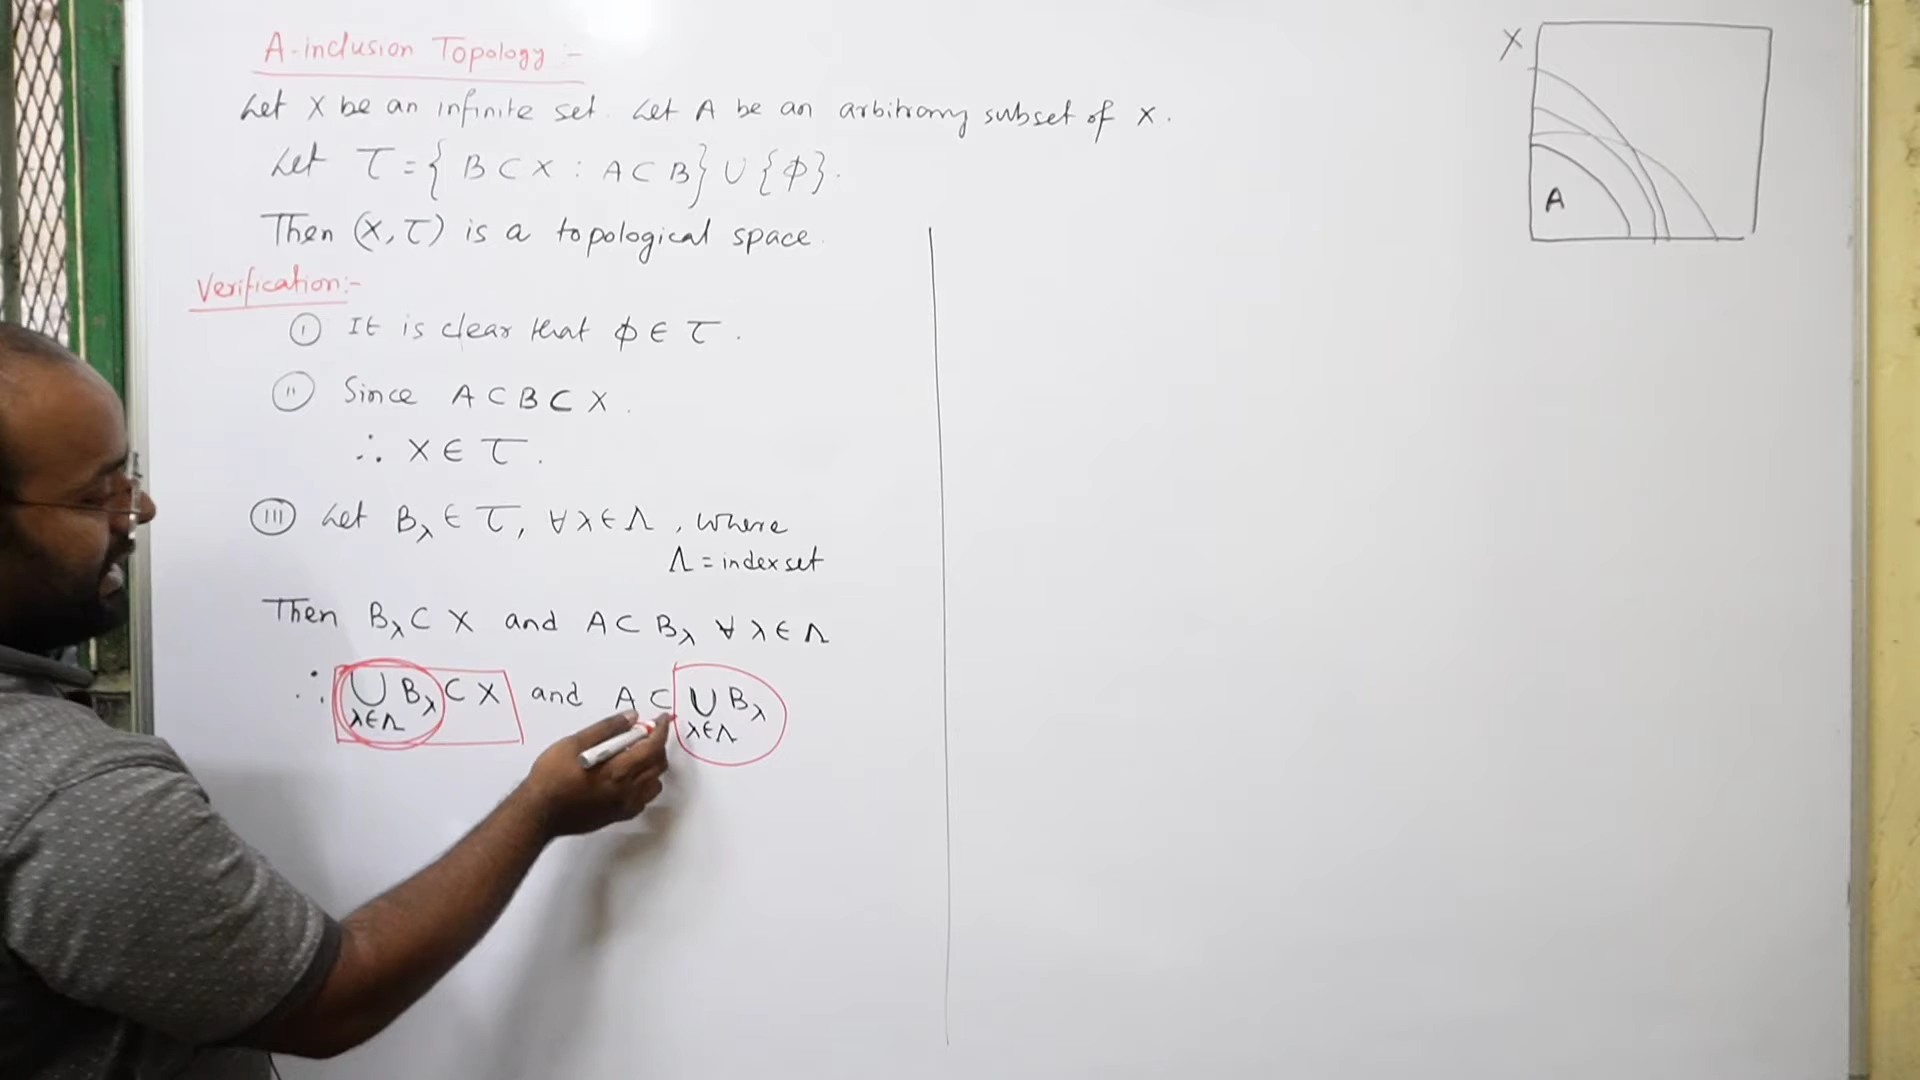 A-inclusion Topology :-
Let X be an infinite set. Let A be an arbitrary subset of X.
Let τ = { B ⊂ X : A ⊂ B} ∪ {ϕ}.
Then (X, τ) is a topological space.
Verification:-
(i) It is clear that ϕ ∈ τ.
(ii) Since A ⊂ B ⊂ X.
∴ X ∈ τ.
(iii) Let B_λ ∈ τ, ∀ λ ∈ Λ, where
Λ = index set
Then B_λ ⊂ X and A ⊂ B_λ ∀ λ ∈ Λ
∴ ∪ B_λ ⊂ X and A ⊂ ∪ B_λ
λ∈Λ λ∈Λ
X
A